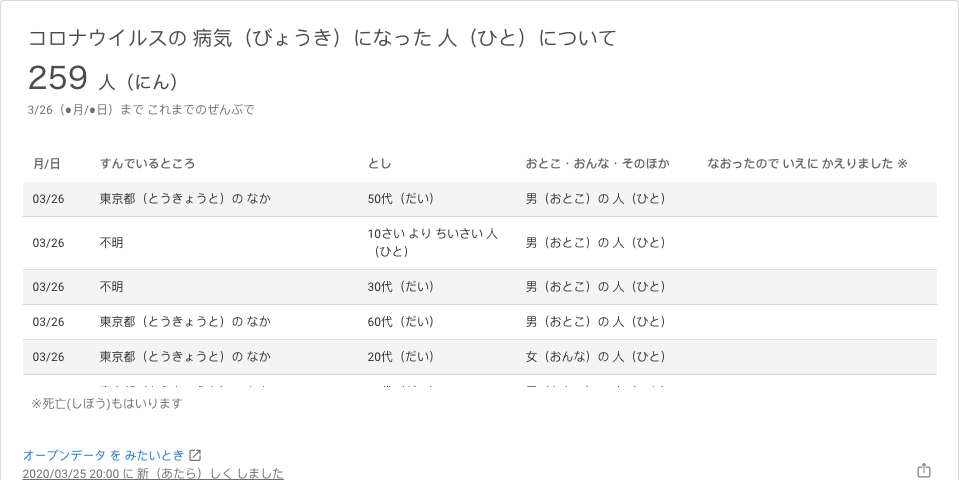 コロナウイルスの 病気（びょうき）になった 人（ひと）について
259 人（にん）
3/26（●月/●日）まで これまでのぜんぶで
月/日 すんでいるところ とし おとこ・おんな・そのほか なおったので いえに かえりました ※
03/26 東京都（とうきょうと）の なか 50代（だい） 男（おとこ）の 人（ひと）
03/26 不明 10さい より ちいさい 人（ひと） 男（おとこ）の 人（ひと）
03/26 不明 30代（だい） 男（おとこ）の 人（ひと）
03/26 東京都（とうきょうと）の なか 60代（だい） 男（おとこ）の 人（ひと）
03/26 東京都（とうきょうと）の なか 20代（だい） 女（おんな）の 人（ひと）
※死亡(しぼう)もはいります
オープンデータ を みたいとき
2020/03/25 20:00 に 新（あたら）しく しました